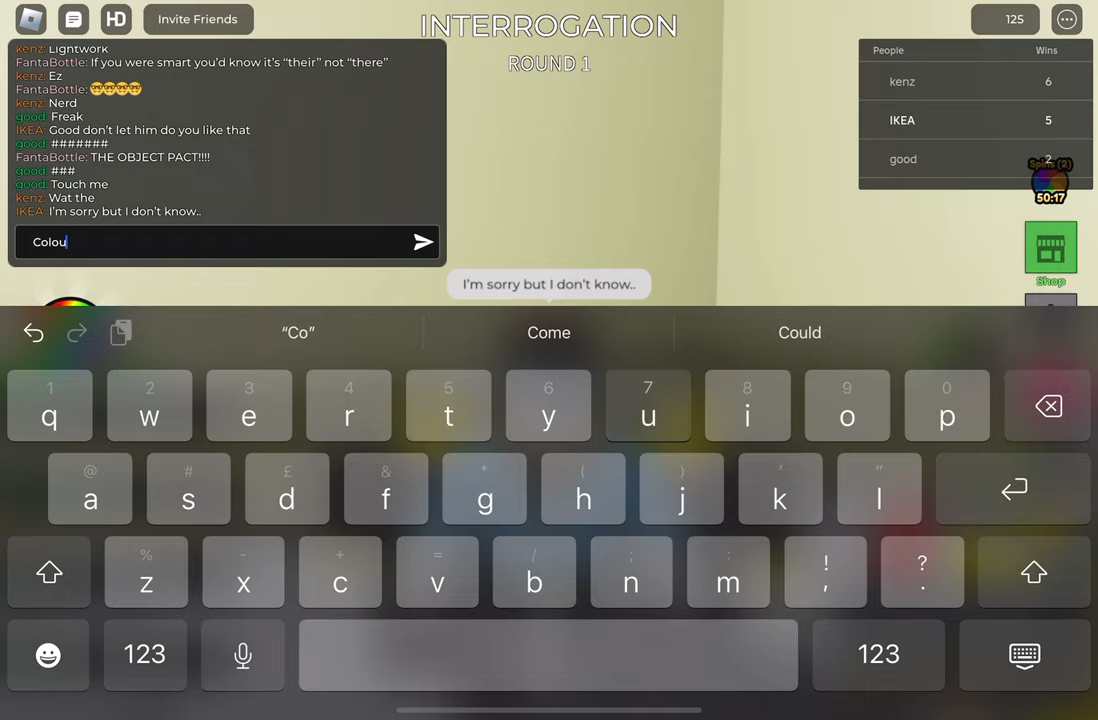 HD
Invite Friends
INTERROGATION
ROUND 1
125
People Wins
kenz 6
IKEA 5
good 2
Spins (2)
50:17
Shop
kenz: Lightwork
FantaBottle: If you were smart you’d know it’s “their” not “there”
kenz: Ez
FantaBottle: 🤓🤓🤓🤓
kenz: Nerd
good: Freak
IKEA: Good don’t let him do you like that
good: #######
FantaBottle: THE OBJECT PACT!!!!
good: ###
good: Touch me
kenz: Wat the
IKEA: I’m sorry but I don’t know..
Colou
I’m sorry but I don’t know..
“Co” Come Could
1 2 3 4 5 6 7 8 9 0
q w e r t y u i o p
@ # £ & * ( ) ' "
a s d f g h j k l
% - + = / ; : ! ?
z x c v b n m , .
123 123